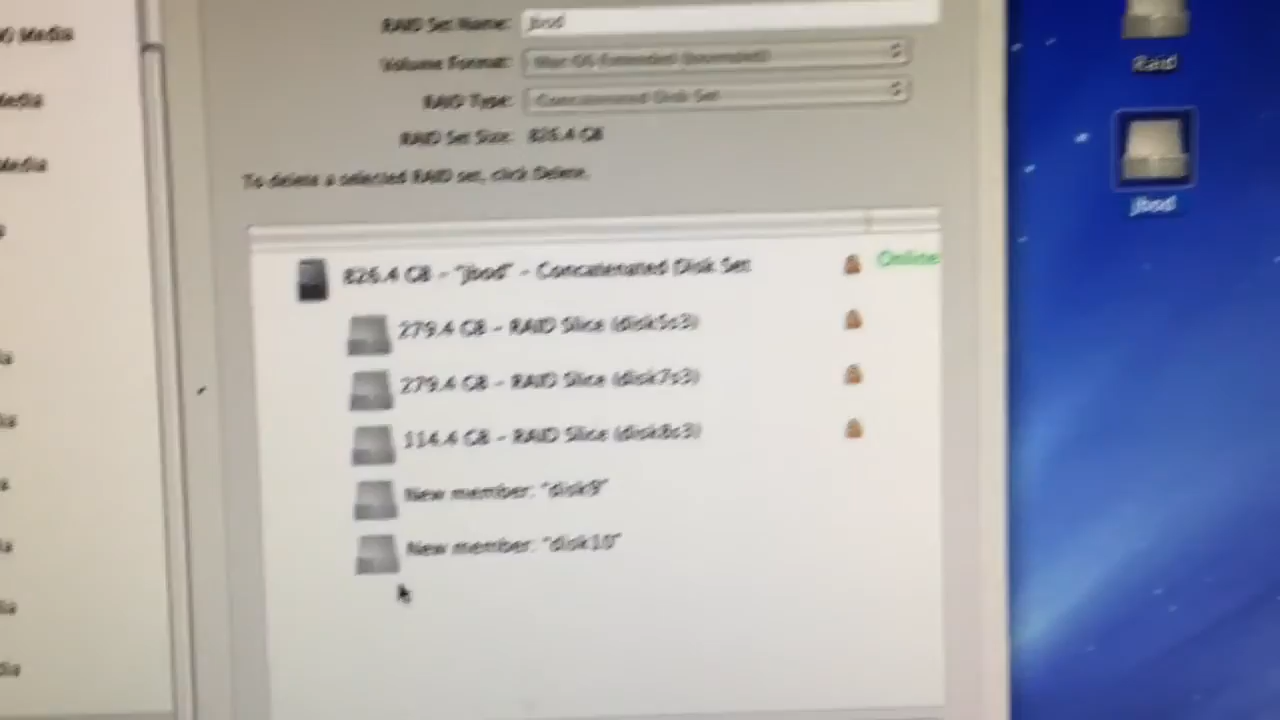 Media
RAID Set Name: Jbod
Media
Volume Format: Mac OS Extended (Journaled)
RAID Type: Concatenated Disk Set
Raid
RAID Set Size: 826.4 GB
Media
To delete a selected RAID set, click Delete.
Jbod
826.4 GB - "Jbod" - Concatenated Disk Set Online
279.4 GB - RAID Slice (disk5s3)
279.4 GB - RAID Slice (disk7s3)
114.4 GB - RAID Slice (disk8s3)
New member: "disk9"
New member: "disk10"